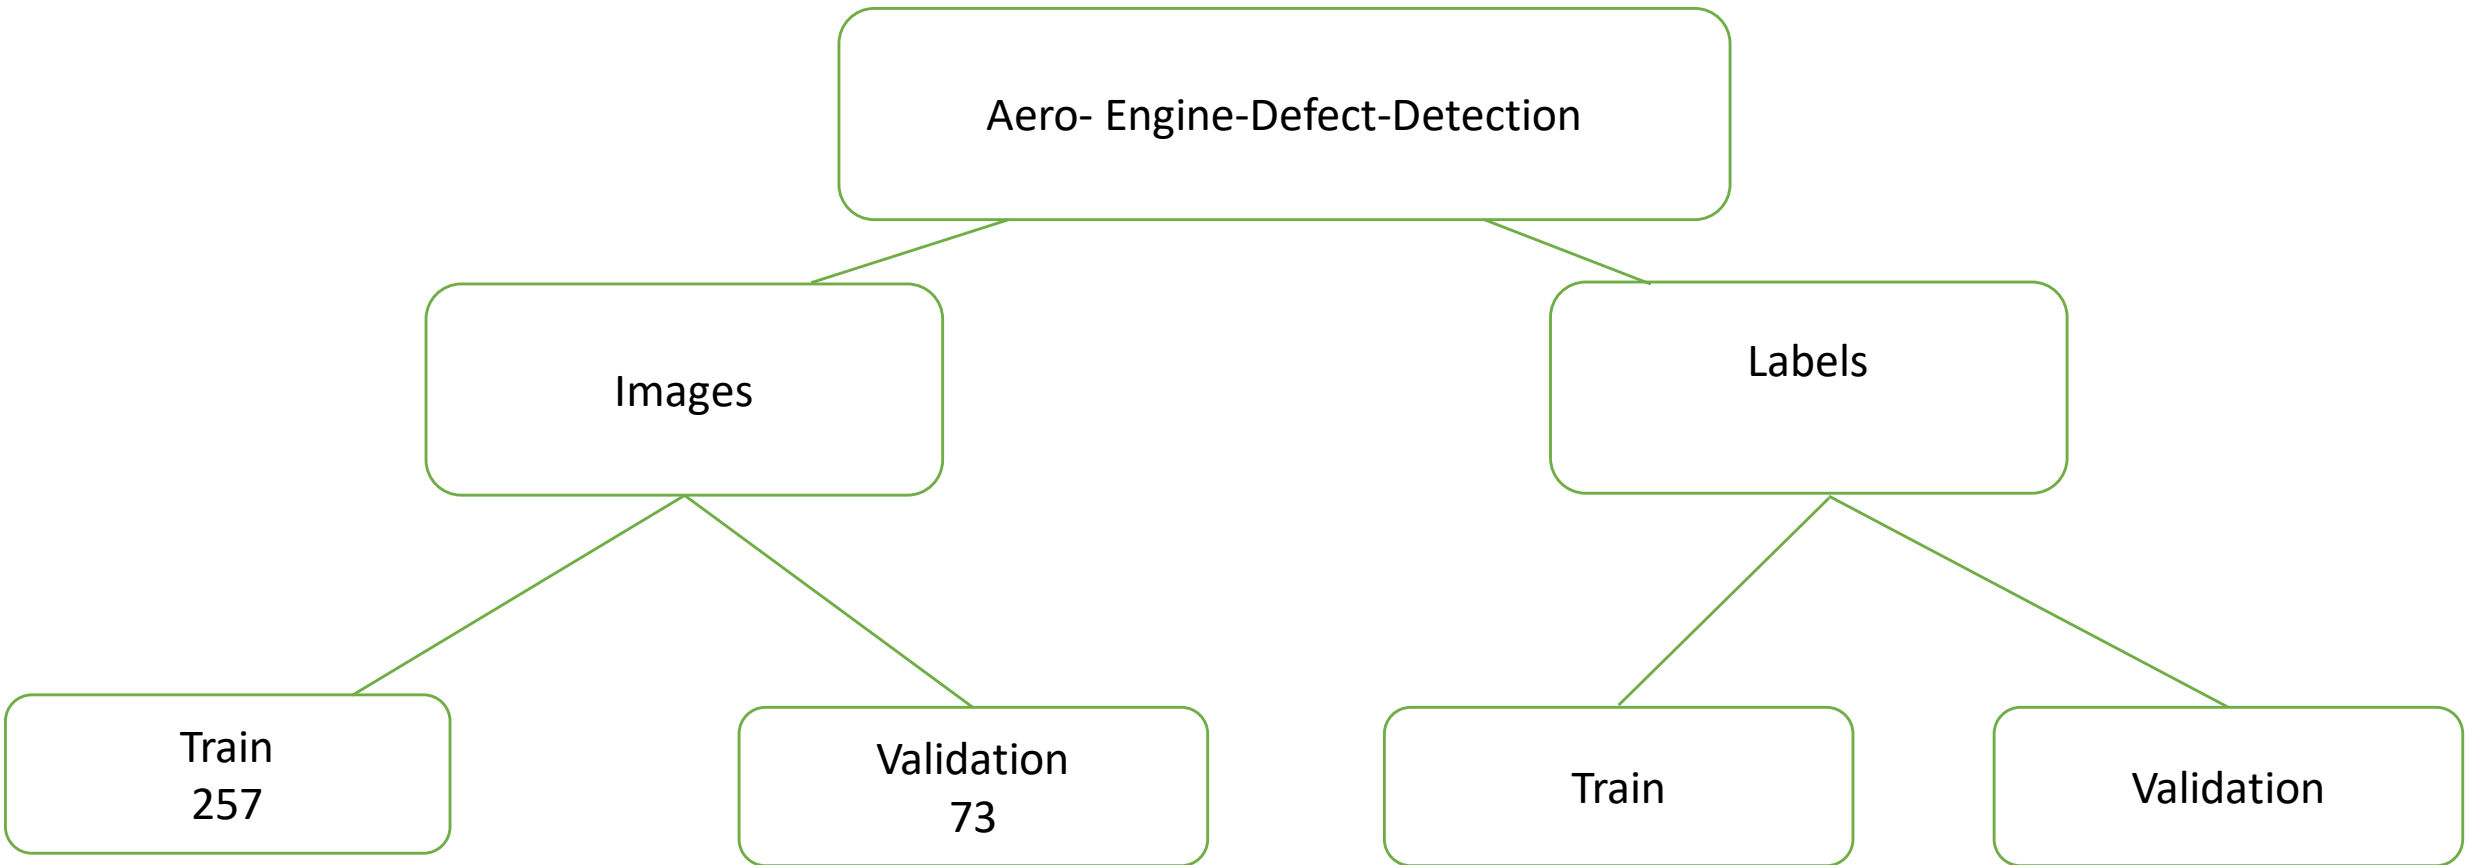 Aero- Engine-Defect-Detection
Images
Labels
Train
257
Validation
73
Train
Validation